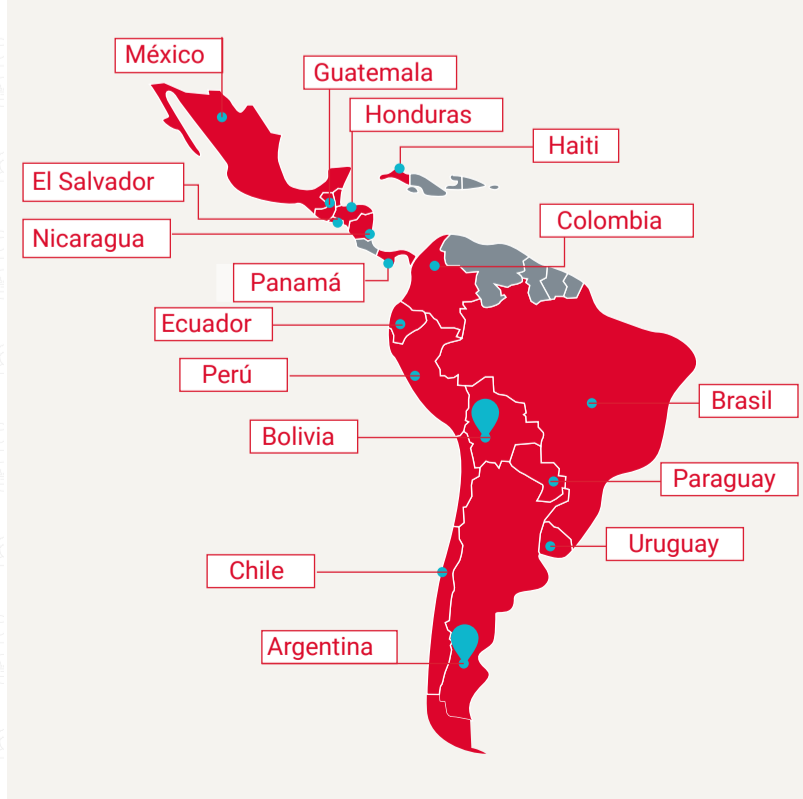 México
Guatemala
Honduras
Haiti
El Salvador
Colombia
Nicaragua
Panamá
Ecuador
Perú
Brasil
Bolivia
Paraguay
Uruguay
Chile
Argentina